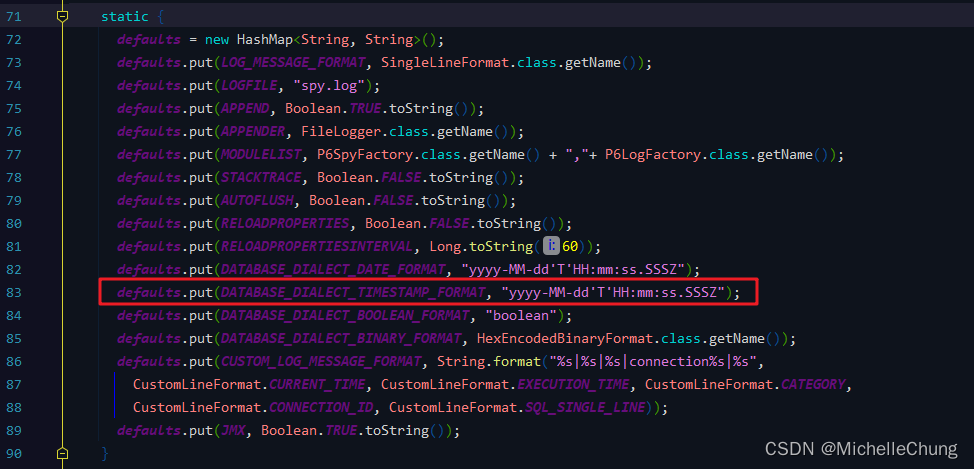 71 static {
72 defaults = new HashMap<String, String>();
73 defaults.put(LOG_MESSAGE_FORMAT, SingleLineFormat.class.getName());
74 defaults.put(LOGFILE, "spy.log");
75 defaults.put(APPEND, Boolean.TRUE.toString());
76 defaults.put(APPENDER, FileLogger.class.getName());
77 defaults.put(MODULELIST, P6SpyFactory.class.getName() + ","+ P6LogFactory.class.getName());
78 defaults.put(STACKTRACE, Boolean.FALSE.toString());
79 defaults.put(AUTOFLUSH, Boolean.FALSE.toString());
80 defaults.put(RELOADPROPERTIES, Boolean.FALSE.toString());
81 defaults.put(RELOADPROPERTIESINTERVAL, Long.toString( i: 60));
82 defaults.put(DATABASE_DIALECT_DATE_FORMAT, "yyyy-MM-dd'T'HH:mm:ss.SSSZ");
83 defaults.put(DATABASE_DIALECT_TIMESTAMP_FORMAT, "yyyy-MM-dd'T'HH:mm:ss.SSSZ");
84 defaults.put(DATABASE_DIALECT_BOOLEAN_FORMAT, "boolean");
85 defaults.put(DATABASE_DIALECT_BINARY_FORMAT, HexEncodedBinaryFormat.class.getName());
86 defaults.put(CUSTOM_LOG_MESSAGE_FORMAT, String.format("%s|%s|%s|connection%s|%s",
87 CustomLineFormat.CURRENT_TIME, CustomLineFormat.EXECUTION_TIME, CustomLineFormat.CATEGORY,
88 CustomLineFormat.CONNECTION_ID, CustomLineFormat.SQL_SINGLE_LINE));
89 defaults.put(JMX, Boolean.TRUE.toString());
90 }
CSDN @MichelleChung